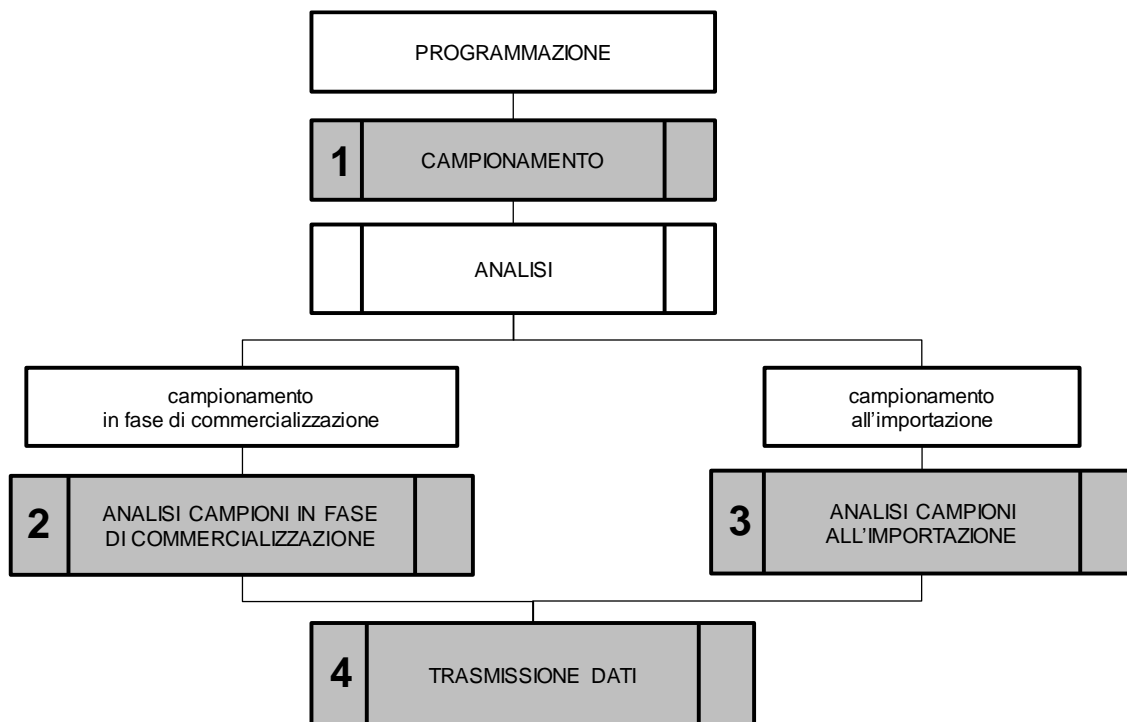 PROGRAMMAZIONE
1
CAMPIONAMENTO
ANALISI
campionamento
in fase di commercializzazione
campionamento
all'importazione
2
ANALISI CAMPIONI IN FASE
DI COMMERCIALIZZAZIONE
3
ANALISI CAMPIONI
ALL'IMPORTAZIONE
4
TRASMISSIONE DATI